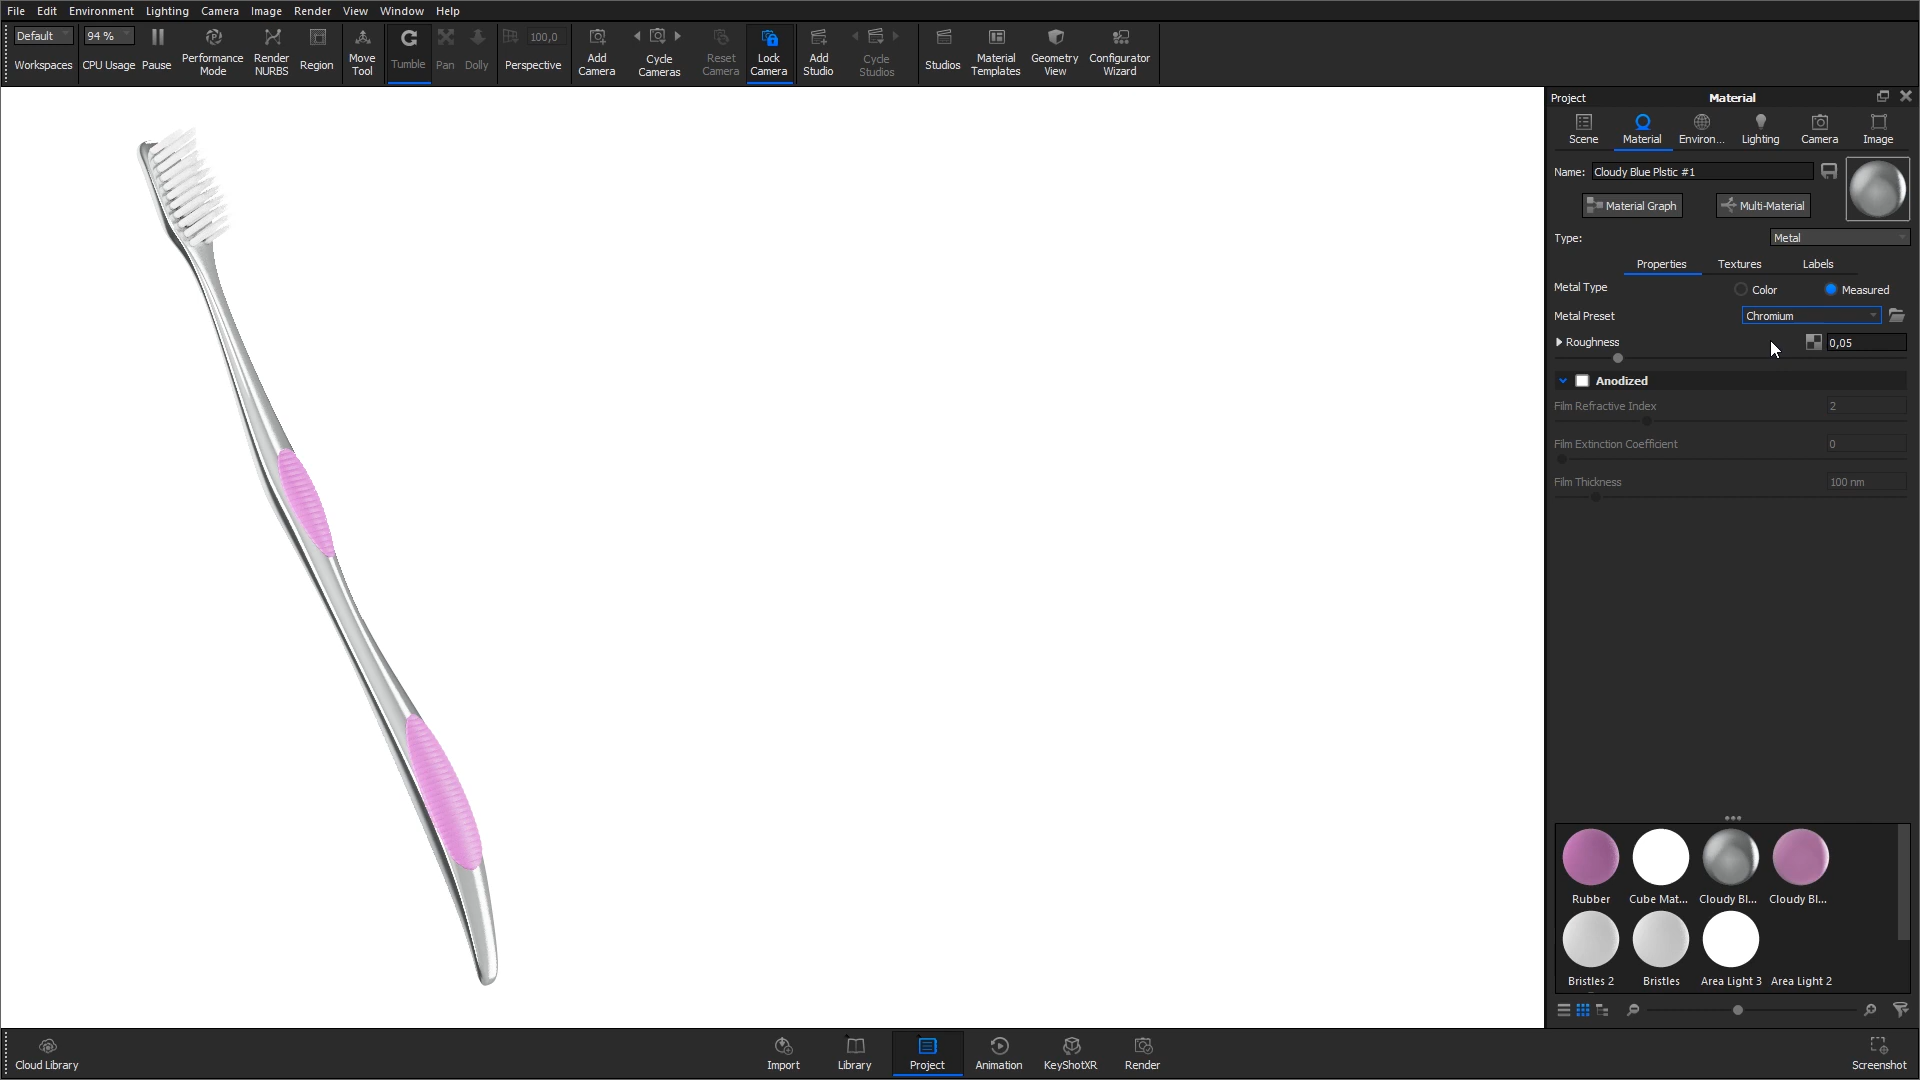 File Edit Environment Lighting Camera Image Render View Window Help
Default 94 % 100,0
Workspaces CPU Usage Pause Performance Mode Render NURBS Region Move Tool Tumble Pan Dolly Perspective Add Camera Cycle Cameras Reset Camera Lock Camera Add Studio Cycle Studios Studios Material Templates Geometry View Configurator Wizard
Project Material
Scene Material Environ... Lighting Camera Image
Name: Cloudy Blue Plstic #1
Material Graph Multi-Material
Type: Metal
Properties Textures Labels
Metal Type Color Measured
Metal Preset Chromium
Roughness 0,05
Anodized
Film Refractive Index 2
Film Extinction Coefficient 0
Film Thickness 100 nm
Rubber Cube Mat... Cloudy Bl... Cloudy Bl...
Bristles 2 Bristles Area Light 3 Area Light 2
Cloud Library Import Library Project Animation KeyShotXR Render Screenshot